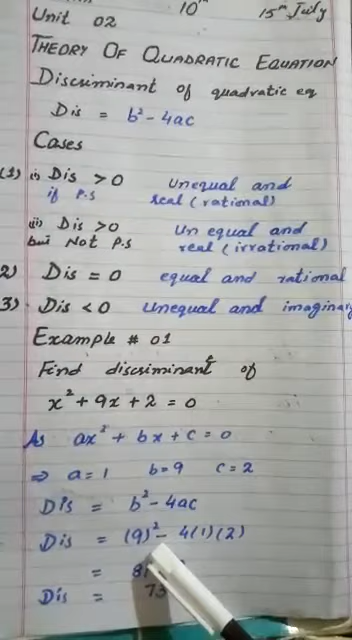 Unit 02 10th 15th July
THEORY OF QUADRATIC EQUATION
Discriminant of quadratic eq
Dis = b² - 4ac
Cases
(1) i) Dis > 0 Unequal and
if P.S real (rational)
ii) Dis > 0 Un equal and
but Not P.S real (irrational)
2) Dis = 0 equal and rational
3) Dis < 0 Unequal and imaginary
Example # 01
Find discriminant of
x² + 9x + 2 = 0
As ax² + bx + c = 0
⇒ a = 1 b = 9 c = 2
Dis = b² - 4ac
Dis = (9)² - 4(1)(2)
= 81
Dis = 73